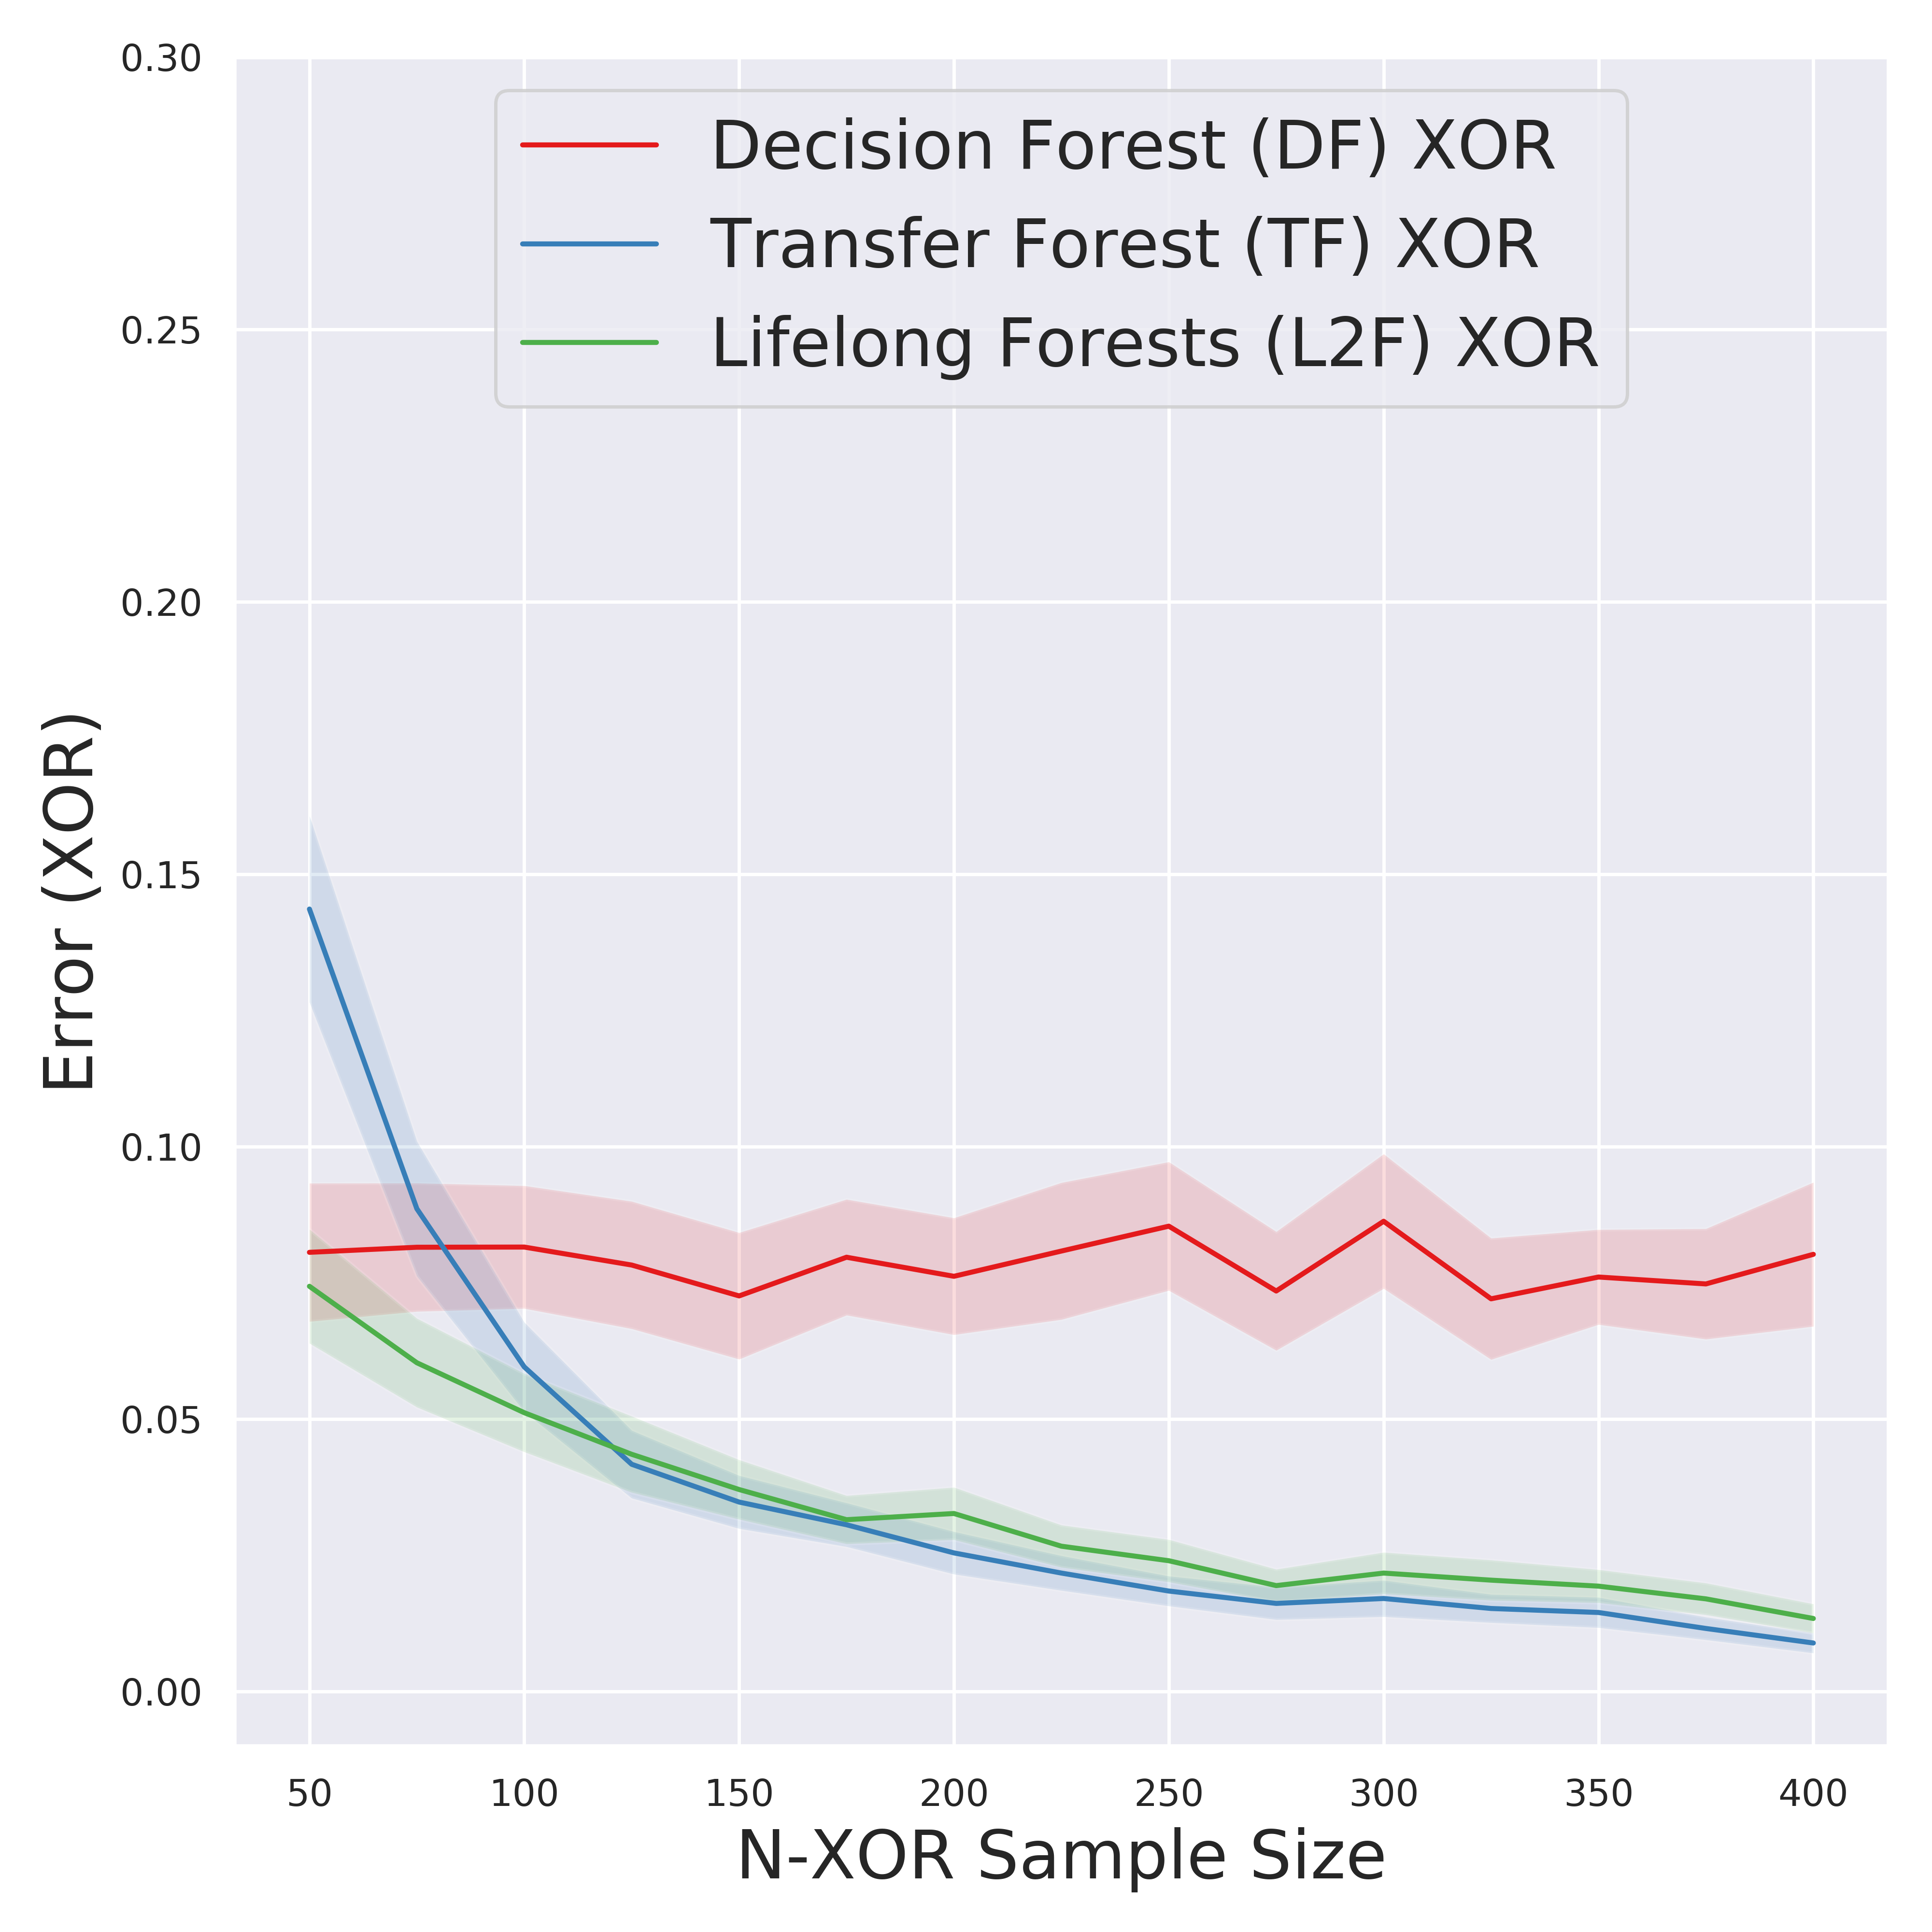 0.30
0.25
0.20
0.15
0.10
0.05
0.00
Error (XOR)
Decision Forest (DF) XOR
Transfer Forest (TF) XOR
Lifelong Forests (L2F) XOR
50 100 150 200 250 300 350 400
N-XOR Sample Size